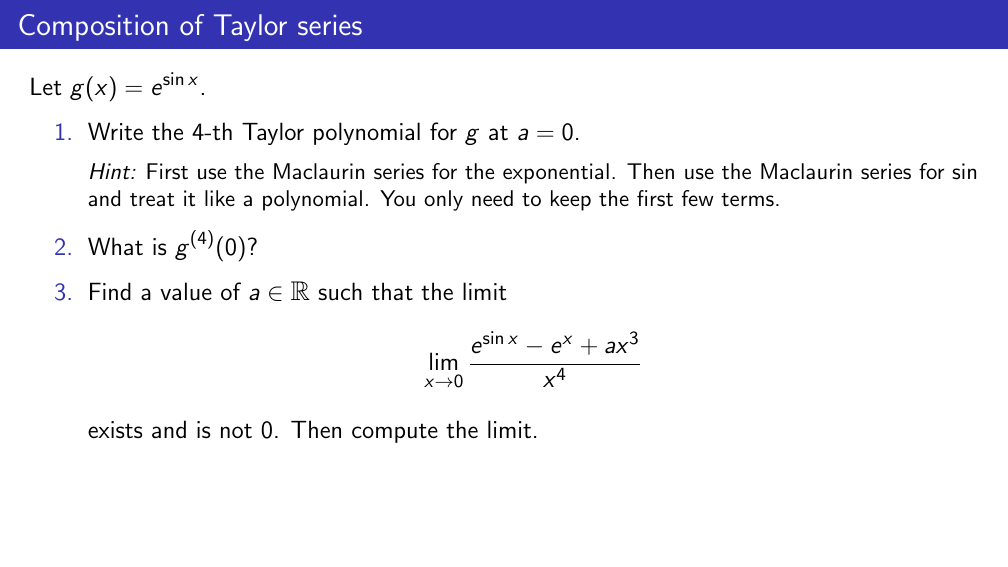 Composition of Taylor series
Let g(x) = e^{sin x}.
1. Write the 4-th Taylor polynomial for g at a = 0.
Hint: First use the Maclaurin series for the exponential. Then use the Maclaurin series for sin
and treat it like a polynomial. You only need to keep the first few terms.
2. What is g^{(4)}(0)?
3. Find a value of a ∈ ℝ such that the limit
lim_{x→0} \frac{e^{sin x} − e^x + ax^3}{x^4}
exists and is not 0. Then compute the limit.